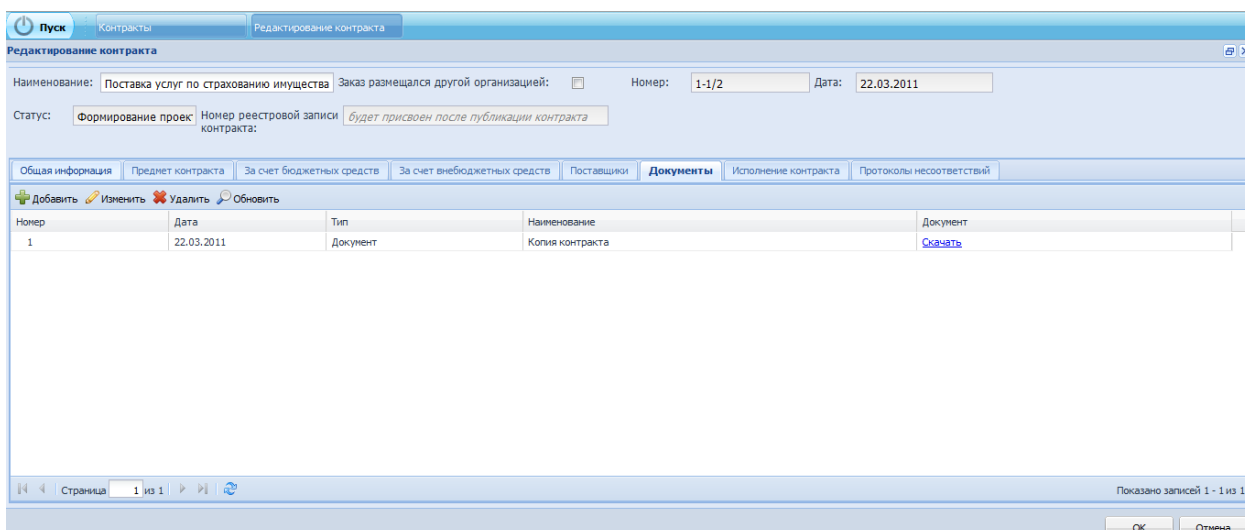 Пуск Контракты Редактирование контракта
Редактирование контракта
Наименование: Поставка услуг по страхованию имущества Заказ размещался другой организацией: Номер: 1-1/2 Дата: 22.03.2011
Статус: Формирование проек Номер реестровой записи контракта: будет присвоен после публикации контракта
Общая информация Предмет контракта За счет бюджетных средств За счет внебюджетных средств Поставщики Документы Исполнение контракта Протоколы несоответствий
Добавить Изменить Удалить Обновить
Номер Дата Тип Наименование Документ
1 22.03.2011 Документ Копия контракта Скачать
Страница 1 из 1 Показано записей 1 - 1 из 1
ОК Отмена